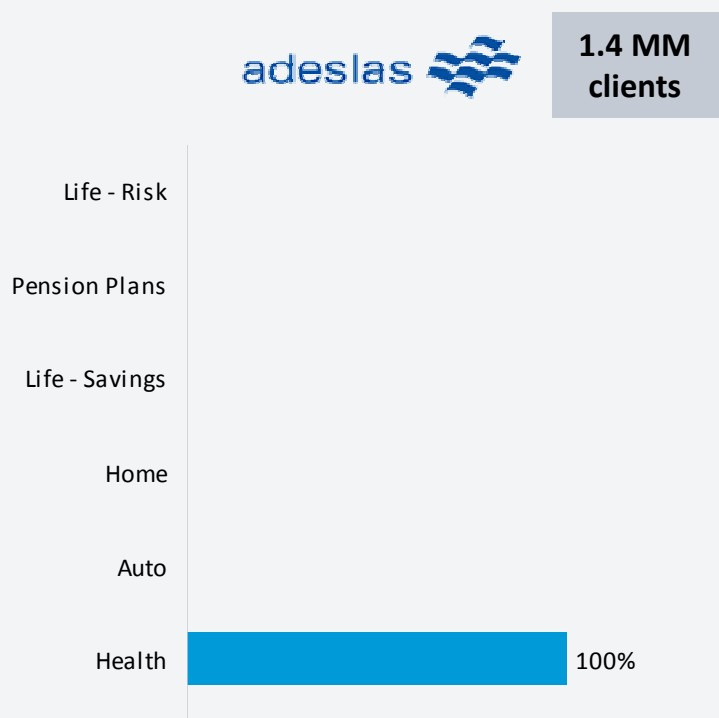 adeslas
1.4 MM
clients
Life - Risk
Pension Plans
Life - Savings
Home
Auto
Health
100%